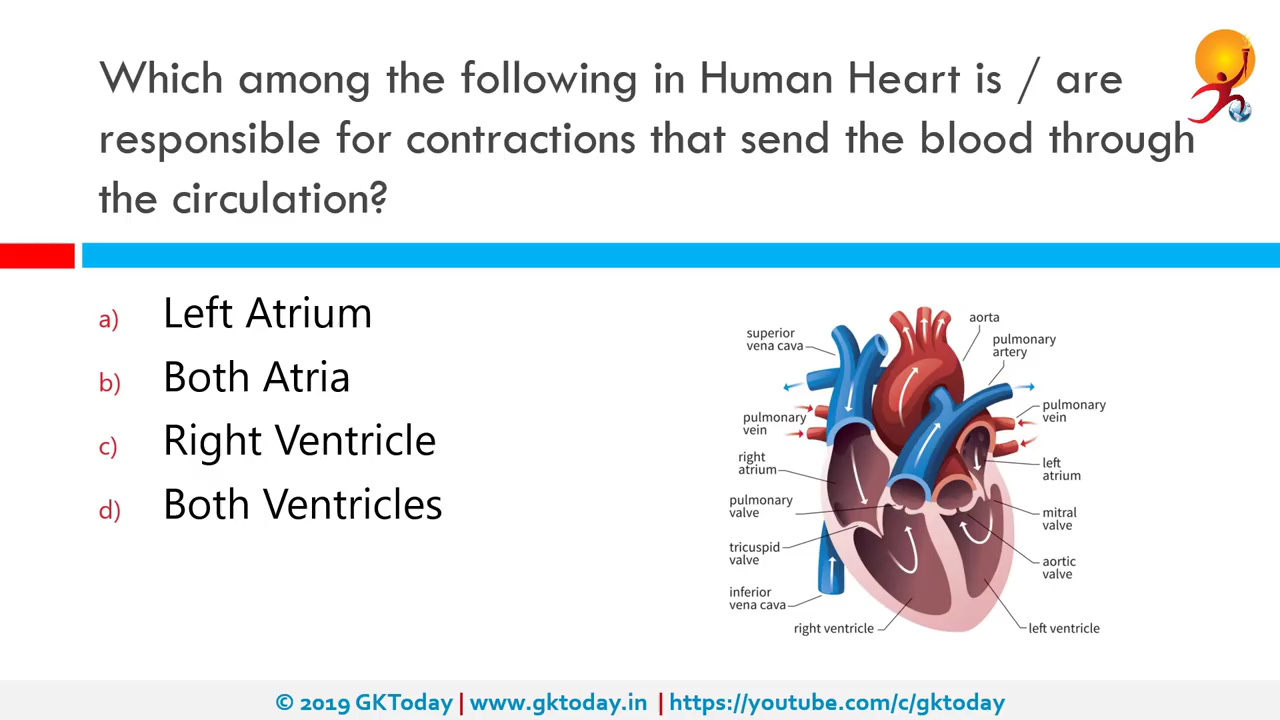 Which among the following in Human Heart is / are
responsible for contractions that send the blood through
the circulation?
a) Left Atrium
b) Both Atria
c) Right Ventricle
d) Both Ventricles
superior
vena cava
pulmonary
vein
right
atrium
pulmonary
valve
tricuspid
valve
inferior
vena cava
right ventricle
aorta
pulmonary
artery
pulmonary
vein
left
atrium
mitral
valve
aortic
valve
left ventricle
© 2019 GKToday | www.gktoday.in | https://youtube.com/c/gktoday